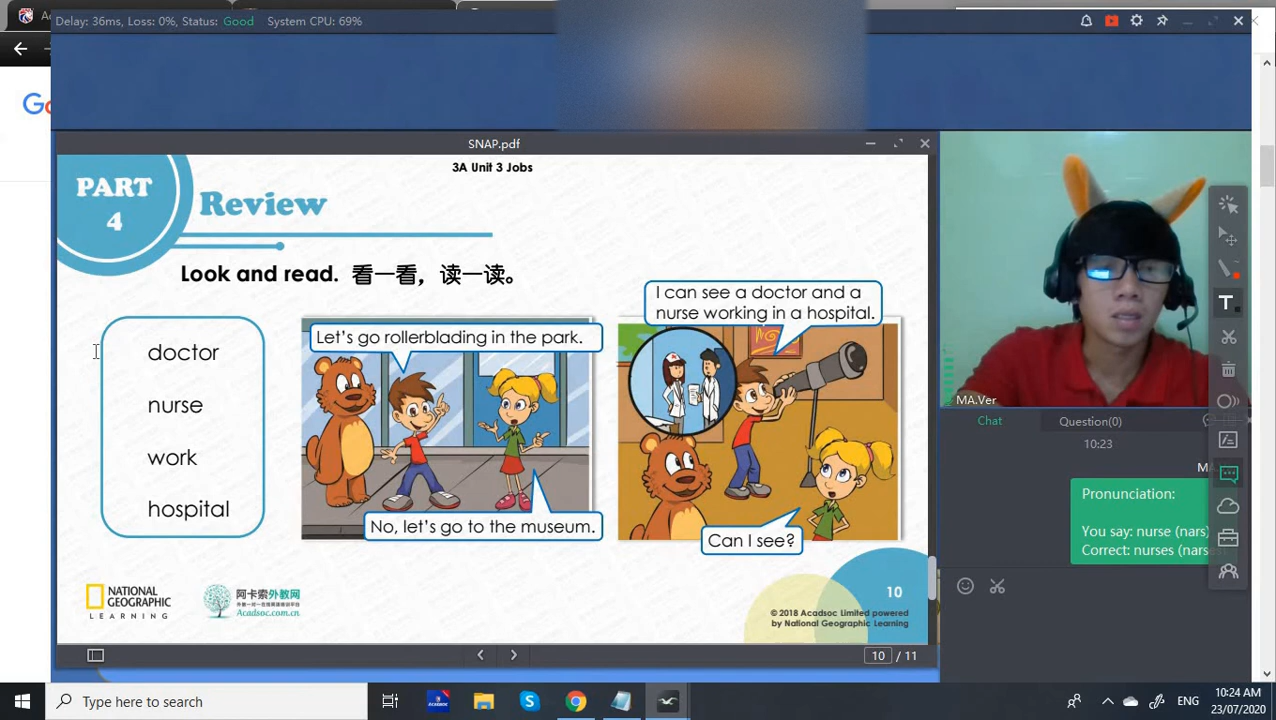 Delay: 36ms, Loss: 0%, Status: Good System CPU: 69%
SNAP.pdf
3A Unit 3 Jobs
PART
4
Review
Look and read. 看一看，读一读。
doctor
nurse
work
hospital
Let's go rollerblading in the park.
No, let's go to the museum.
I can see a doctor and a
nurse working in a hospital.
Can I see?
NATIONAL
GEOGRAPHIC
LEARNING
阿卡索外教网
Acadsoc.com.cn
10
© 2018 Acadsoc Limited powered
by National Geographic Learning
10 / 11
MA.Ver
Chat Question(0)
10:23
Pronunciation:
You say: nurse (nars)
Correct: nurses (nars
Type here to search
ENG
10:24 AM
23/07/2020